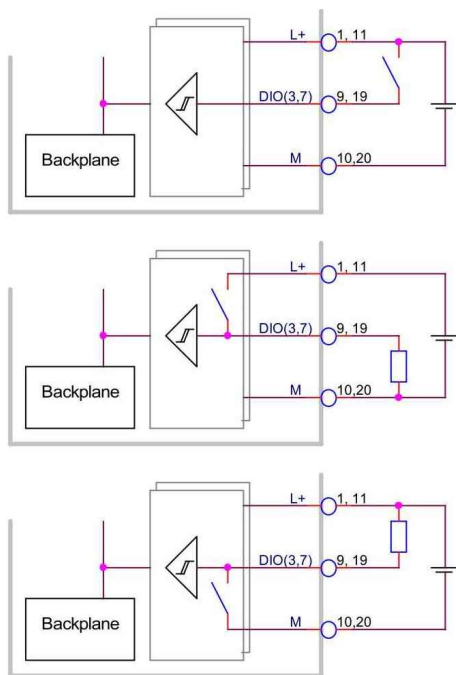 L+ 1, 11
DIO(3,7) 9, 19
Backplane
M 10,20
L+ 1, 11
DIO(3,7) 9, 19
Backplane
M 10,20
L+ 1, 11
DIO(3,7) 9, 19
Backplane
M 10,20